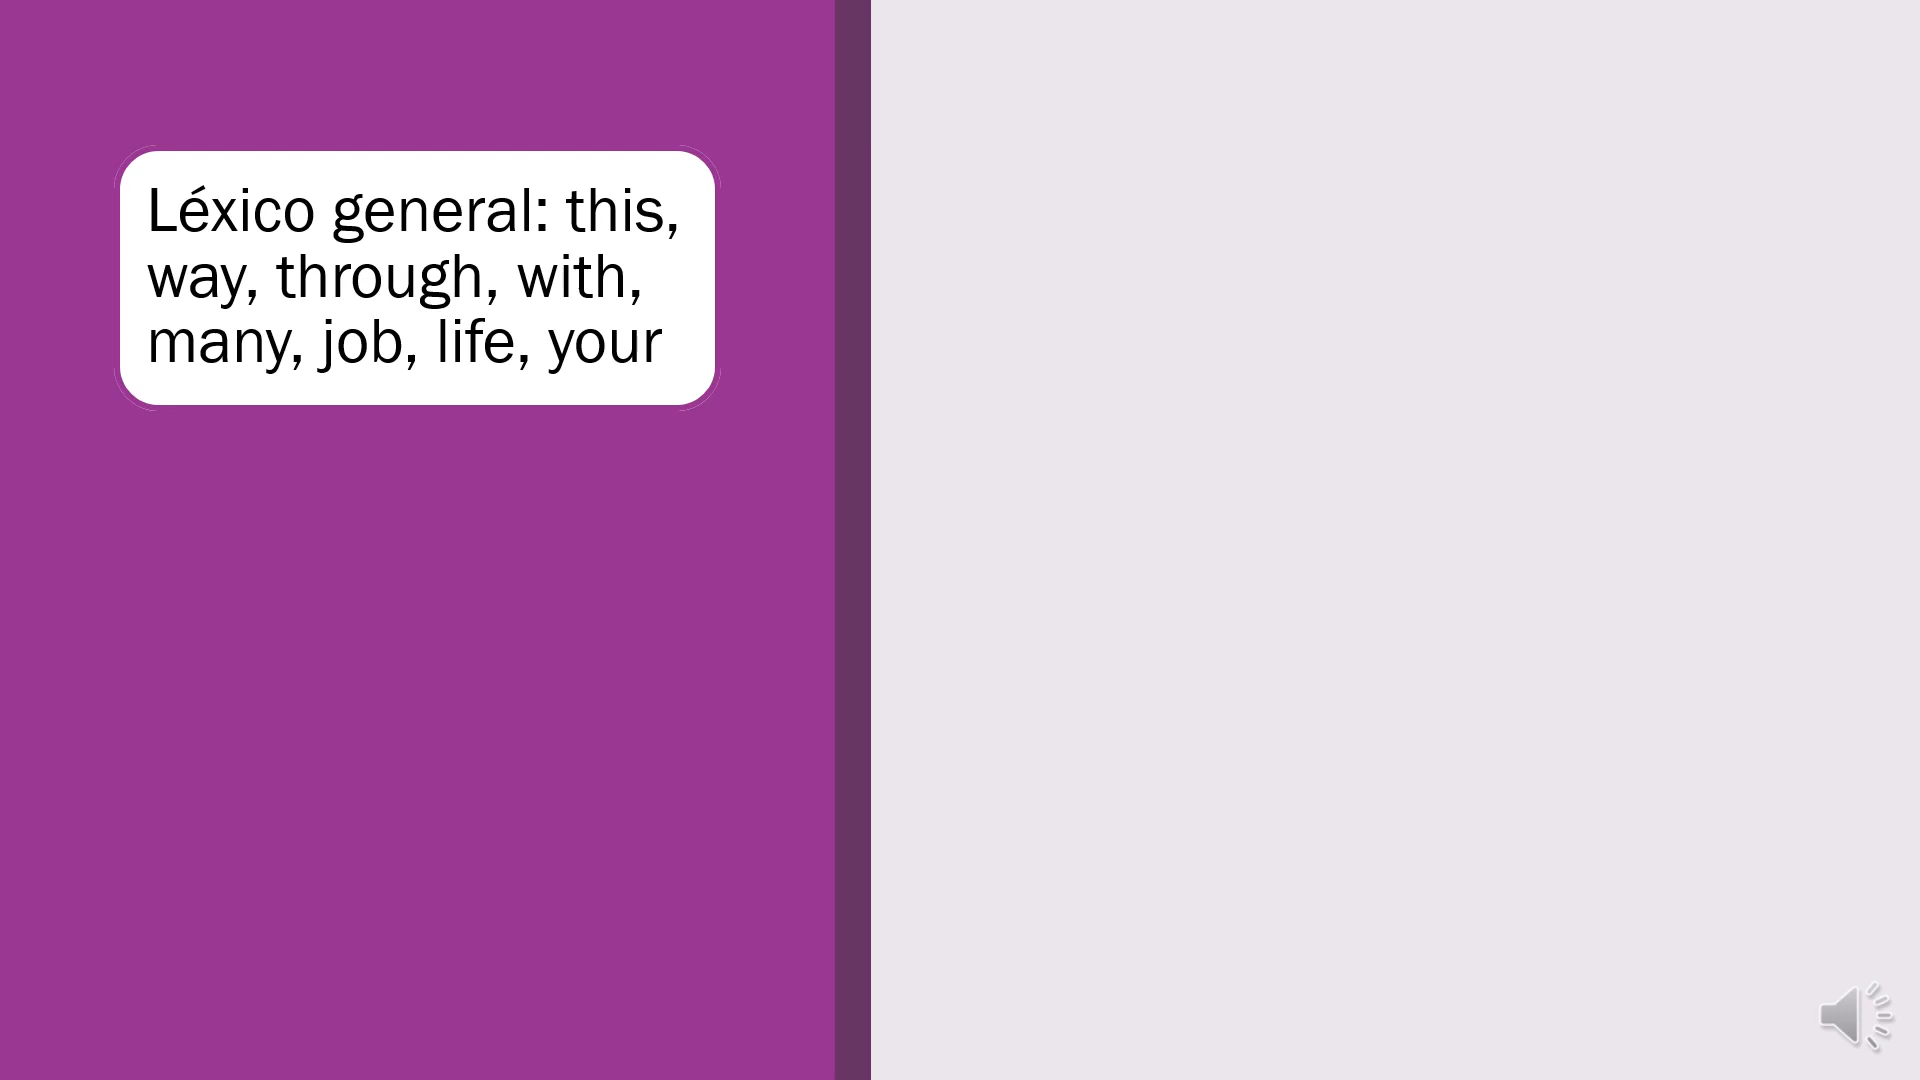 Léxico general: this,
way, through, with,
many, job, life, your